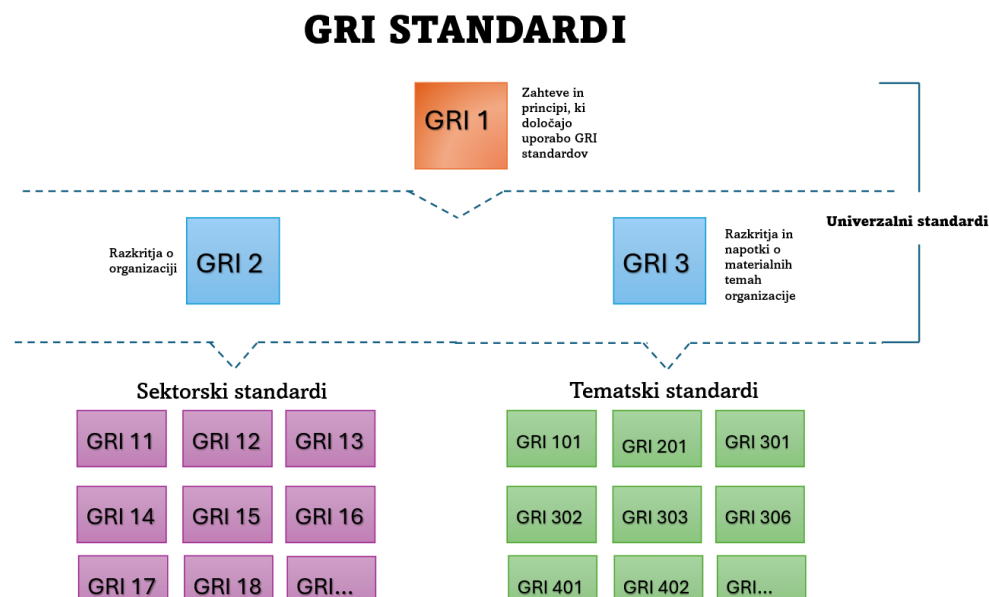 GRI STANDARDI
GRI 1
Zahteve in
principi, ki
določajo
uporabo GRI
standardov
Univerzalni standardi
Razkritja o
organizaciji
GRI 2
GRI 3
Razkritja in
napotki o
materialnih
temah
organizacije
Sektorski standardi
GRI 11 GRI 12 GRI 13
GRI 14 GRI 15 GRI 16
GRI 17 GRI 18 GRI...
Tematski standardi
GRI 101 GRI 201 GRI 301
GRI 302 GRI 303 GRI 306
GRI 401 GRI 402 GRI...